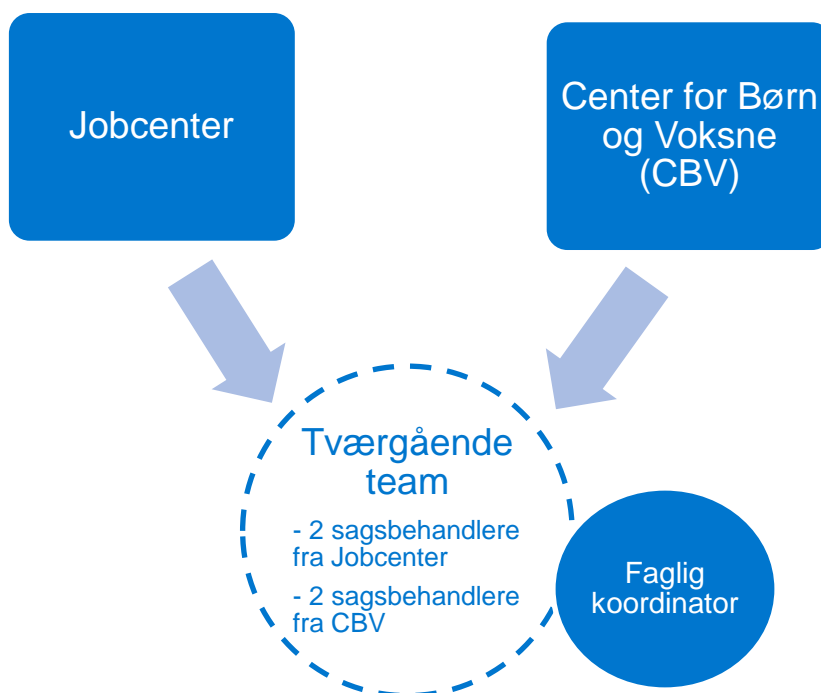 Jobcenter
Center for Børn
og Voksne
(CBV)
Tværgående
team
- 2 sagsbehandlere
fra Jobcenter
- 2 sagsbehandlere
fra CBV
Faglig
koordinator